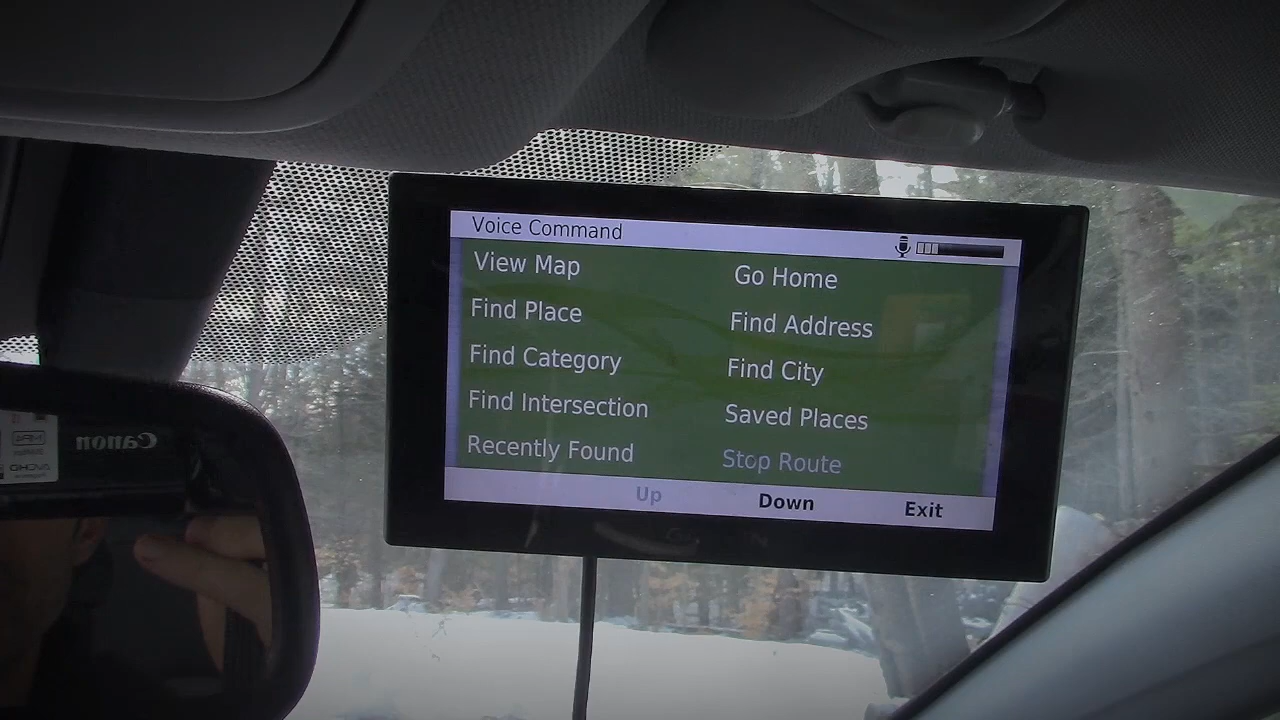 Voice Command
View Map
Go Home
Find Place
Find Address
Find Category
Find City
Find Intersection
Saved Places
Recently Found
Stop Route
Up
Down
Exit
Canon